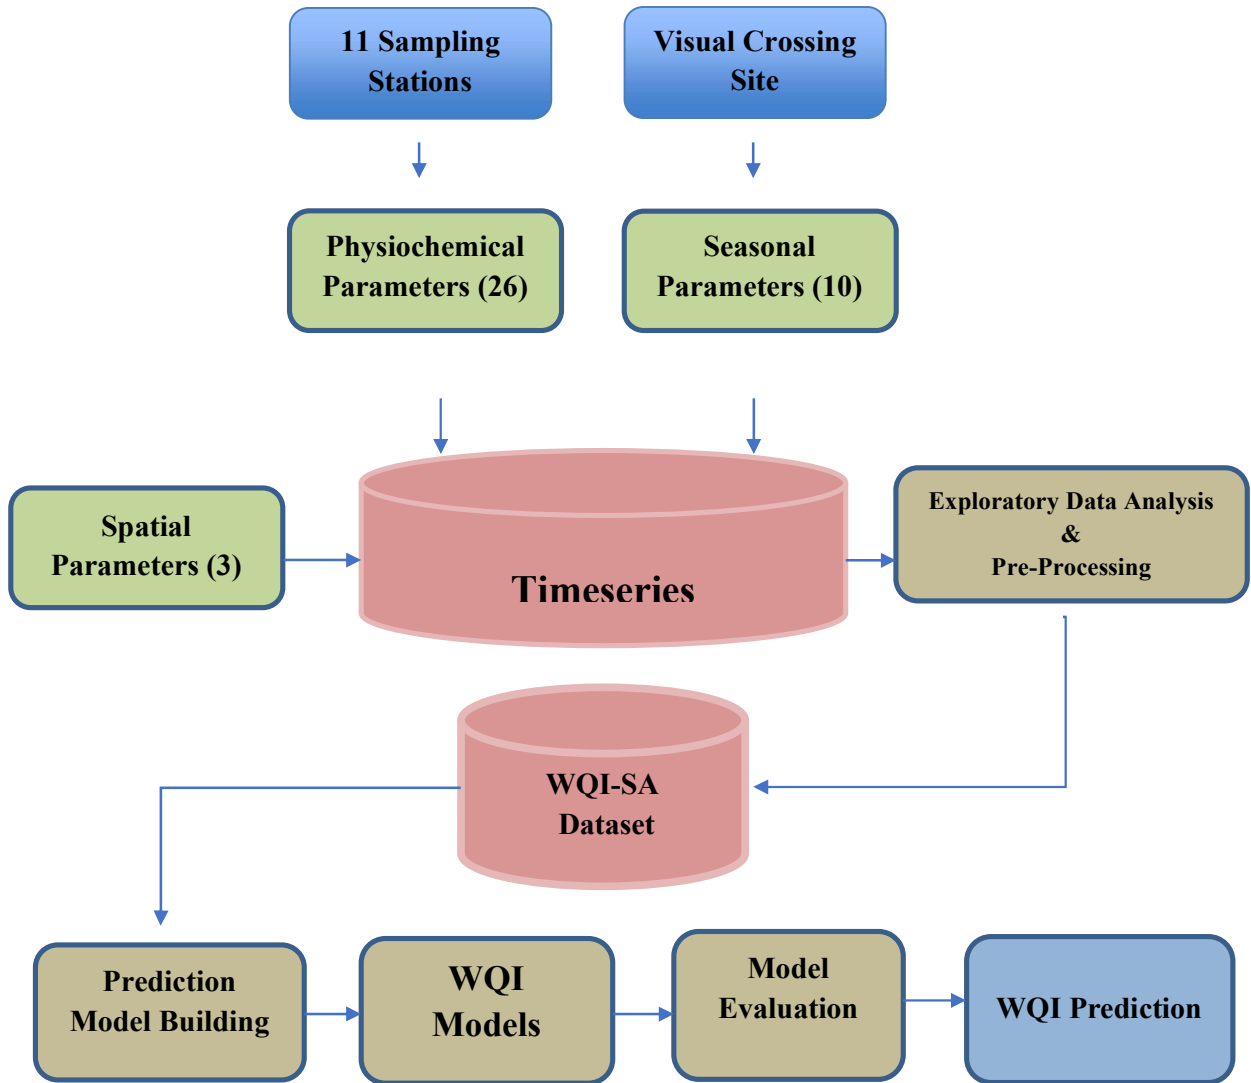 11 Sampling
Stations
Visual Crossing
Site
Physiochemical
Parameters (26)
Seasonal
Parameters (10)
Spatial
Parameters (3)
Timeseries
Exploratory Data Analysis
&
Pre-Processing
WQI-SA
Dataset
Prediction
Model Building
WQI
Models
Model
Evaluation
WQI Prediction